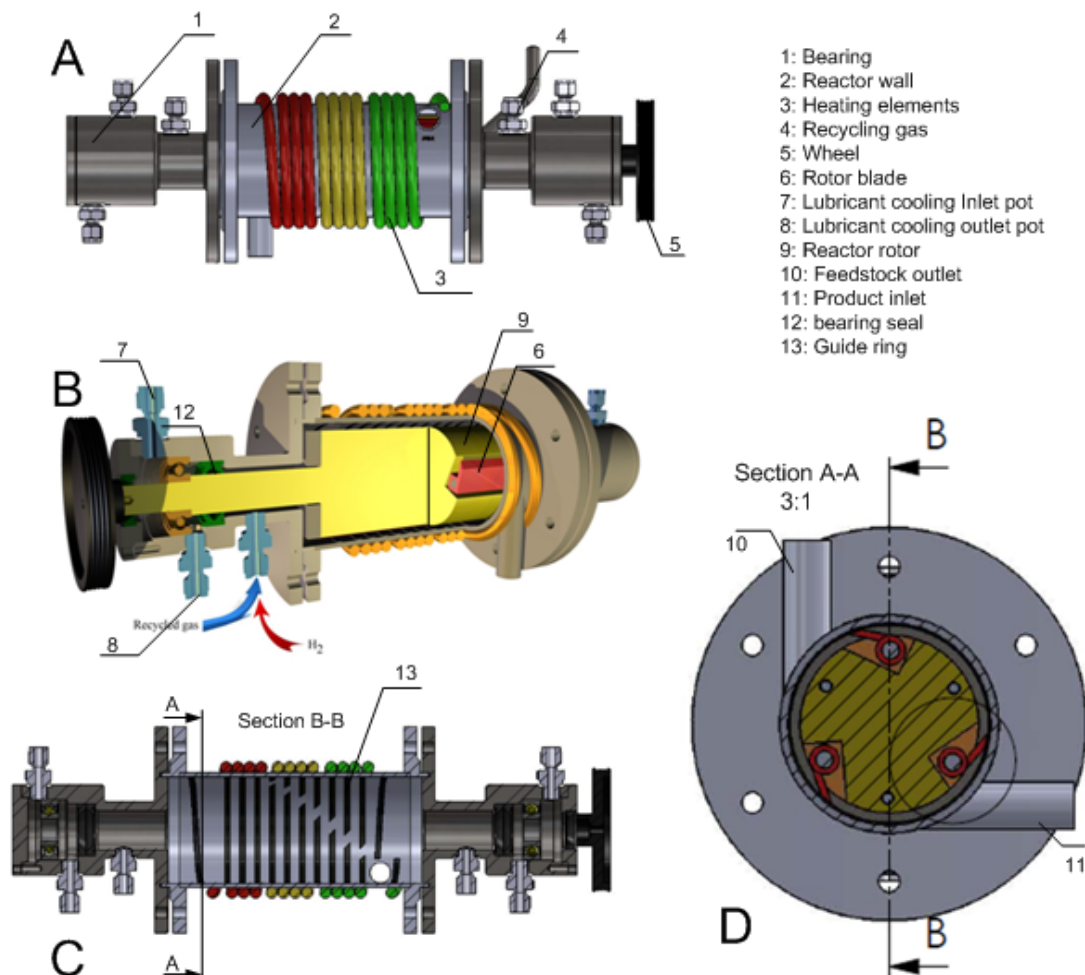 A
1
2
4
5
3
1: Bearing
2: Reactor wall
3: Heating elements
4: Recycling gas
5: Wheel
6: Rotor blade
7: Lubricant cooling Inlet pot
8: Lubricant cooling outlet pot
9: Reactor rotor
10: Feedstock outlet
11: Product inlet
12: bearing seal
13: Guide ring
B
7
12
9
6
8
Recycled gas
H2
A
Section B-B
13
A
C
B
Section A-A
3:1
10
11
D
B